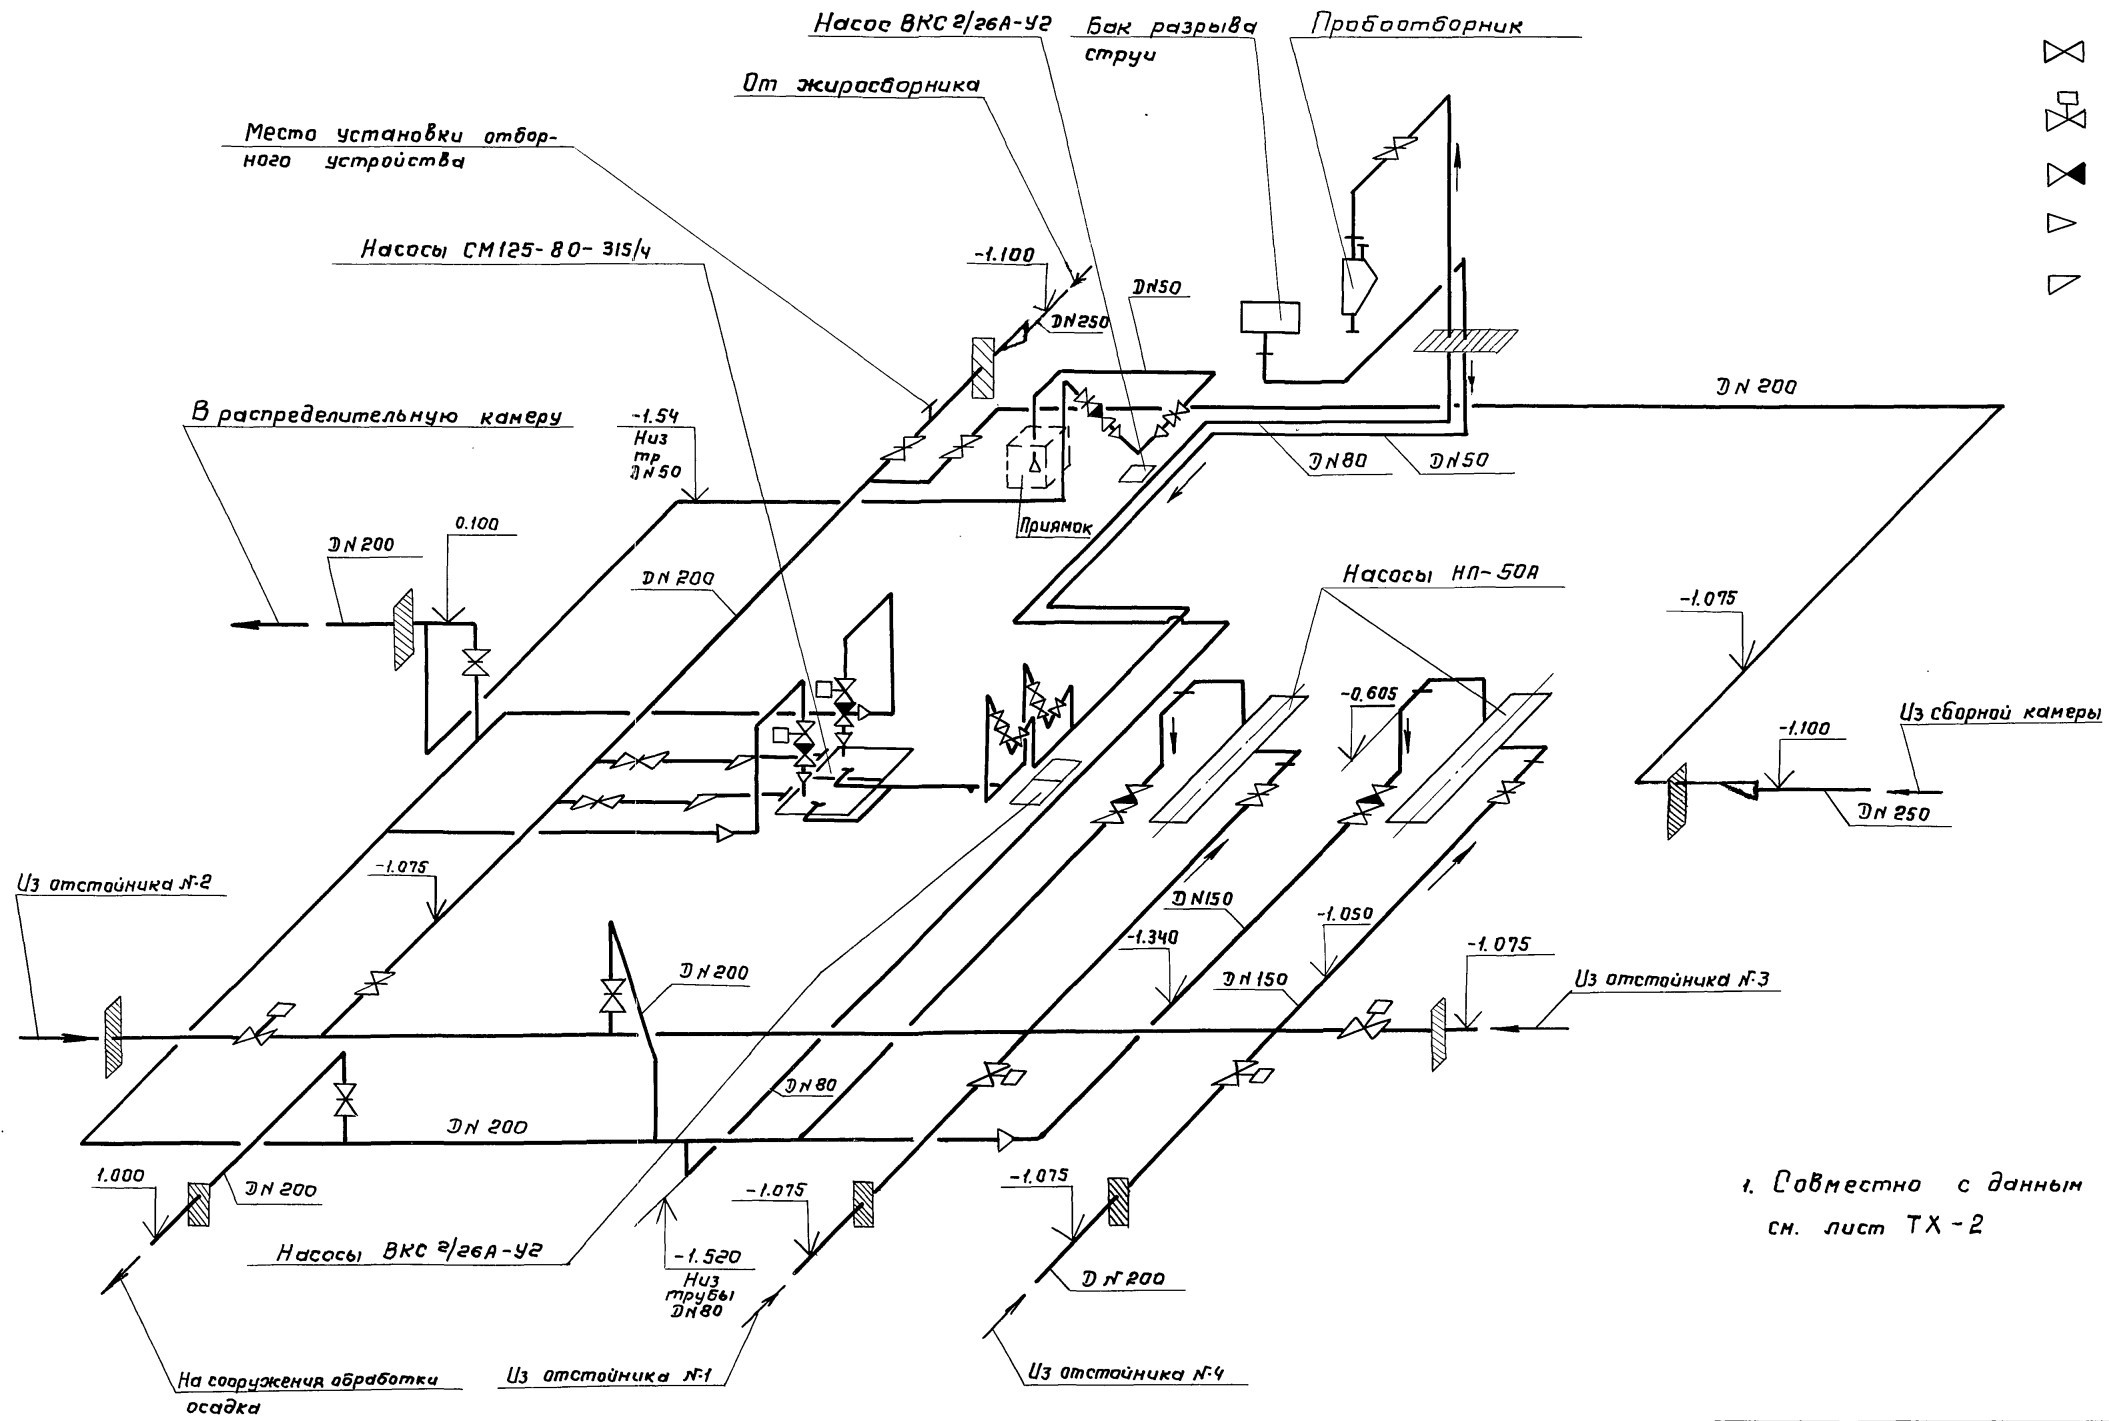 Насос ВКС 2/26А-У2
Бак разрыва
струи
Пробоотборник
От жиросборника
Место установки отбор-
ного устройства
Насосы СМ125-80-315/4
-1.100
DN50
DN250
В распределительную камеру
-1.54
Низ
тр
DN50
DN 200
DN80
DN50
0.100
DN 200
Приямок
DN 200
Насосы НП-50А
-1.075
-0.605
Из сборной камеры
-1.100
DN 250
Из отстойника №2
-1.075
DN150
-1.050
-1.340
-1.075
DN 200
DN 150
Из отстойника №3
DN80
DN 200
1.000
DN 200
-1.075
-1.075
1. Совместно с данным
см. лист ТХ-2
Насосы ВКС 2/26А-У2
-1.520
Низ
трубы
DN80
DN 200
На сооружения обработки
осадка
Из отстойника №1
Из отстойника №4